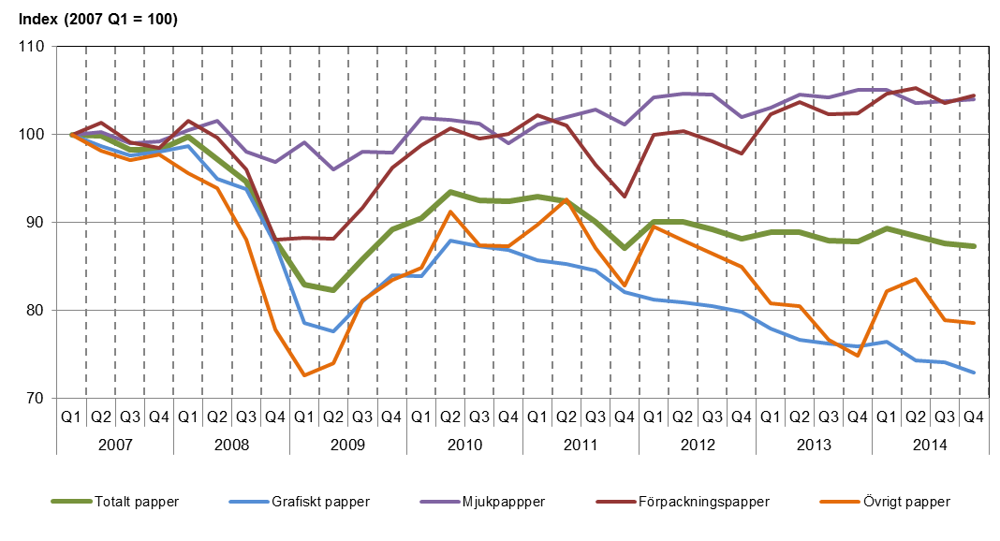 Index (2007 Q1 = 100)
110
100
90
80
70
Q1 Q2 Q3 Q4 Q1 Q2 Q3 Q4 Q1 Q2 Q3 Q4 Q1 Q2 Q3 Q4 Q1 Q2 Q3 Q4 Q1 Q2 Q3 Q4 Q1 Q2 Q3 Q4 Q1 Q2 Q3 Q4
2007 2008 2009 2010 2011 2012 2013 2014
Totalt papper Grafiskt papper Mjukpappper Förpackningspapper Övrigt papper